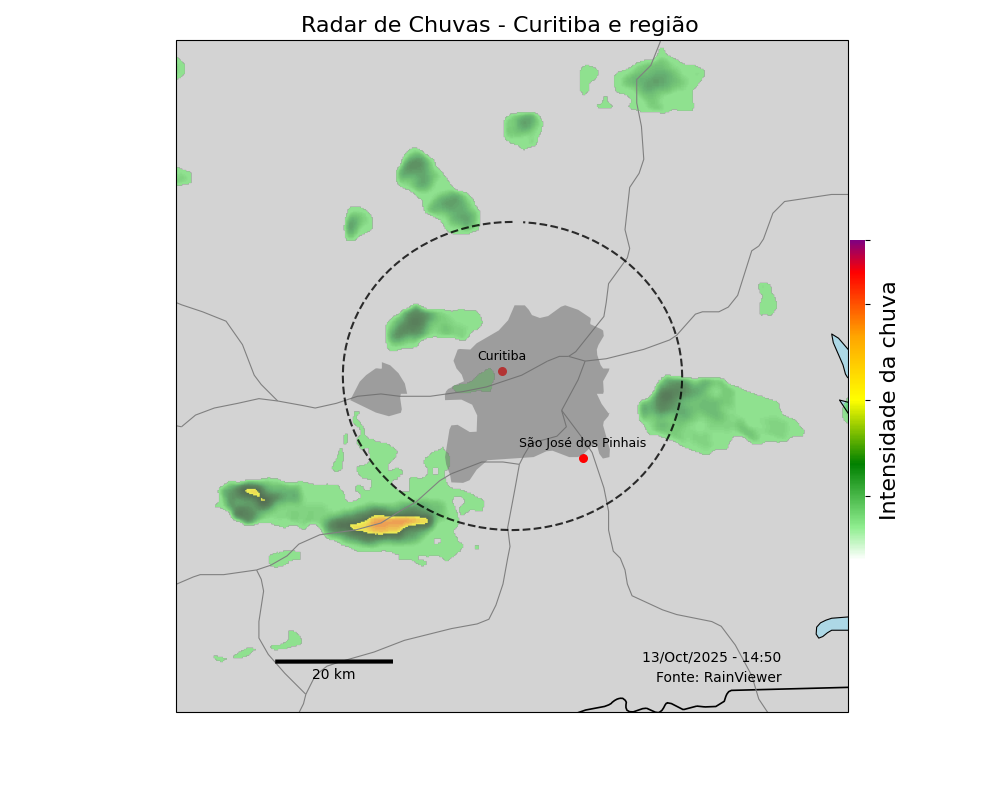 Radar de Chuvas - Curitiba e região
Curitiba
São José dos Pinhais
Intensidade da chuva
20 km
13/Oct/2025 - 14:50
Fonte: RainViewer